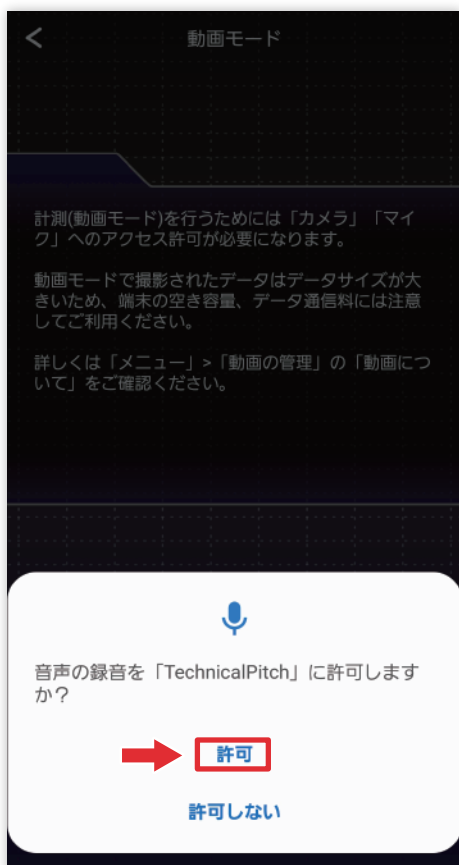 動画モード
計測(動画モード)を行うためには「カメラ」「マイ
ク」へのアクセス許可が必要になります。
動画モードで撮影されたデータはデータサイズが大
きいため、端末の空き容量、データ通信料には注意
してご利用ください。
詳しくは「メニュー」>「動画の管理」の「動画につ
いて」をご確認ください。
音声の録音を「TechnicalPitch」に許可します
か？
許可
許可しない